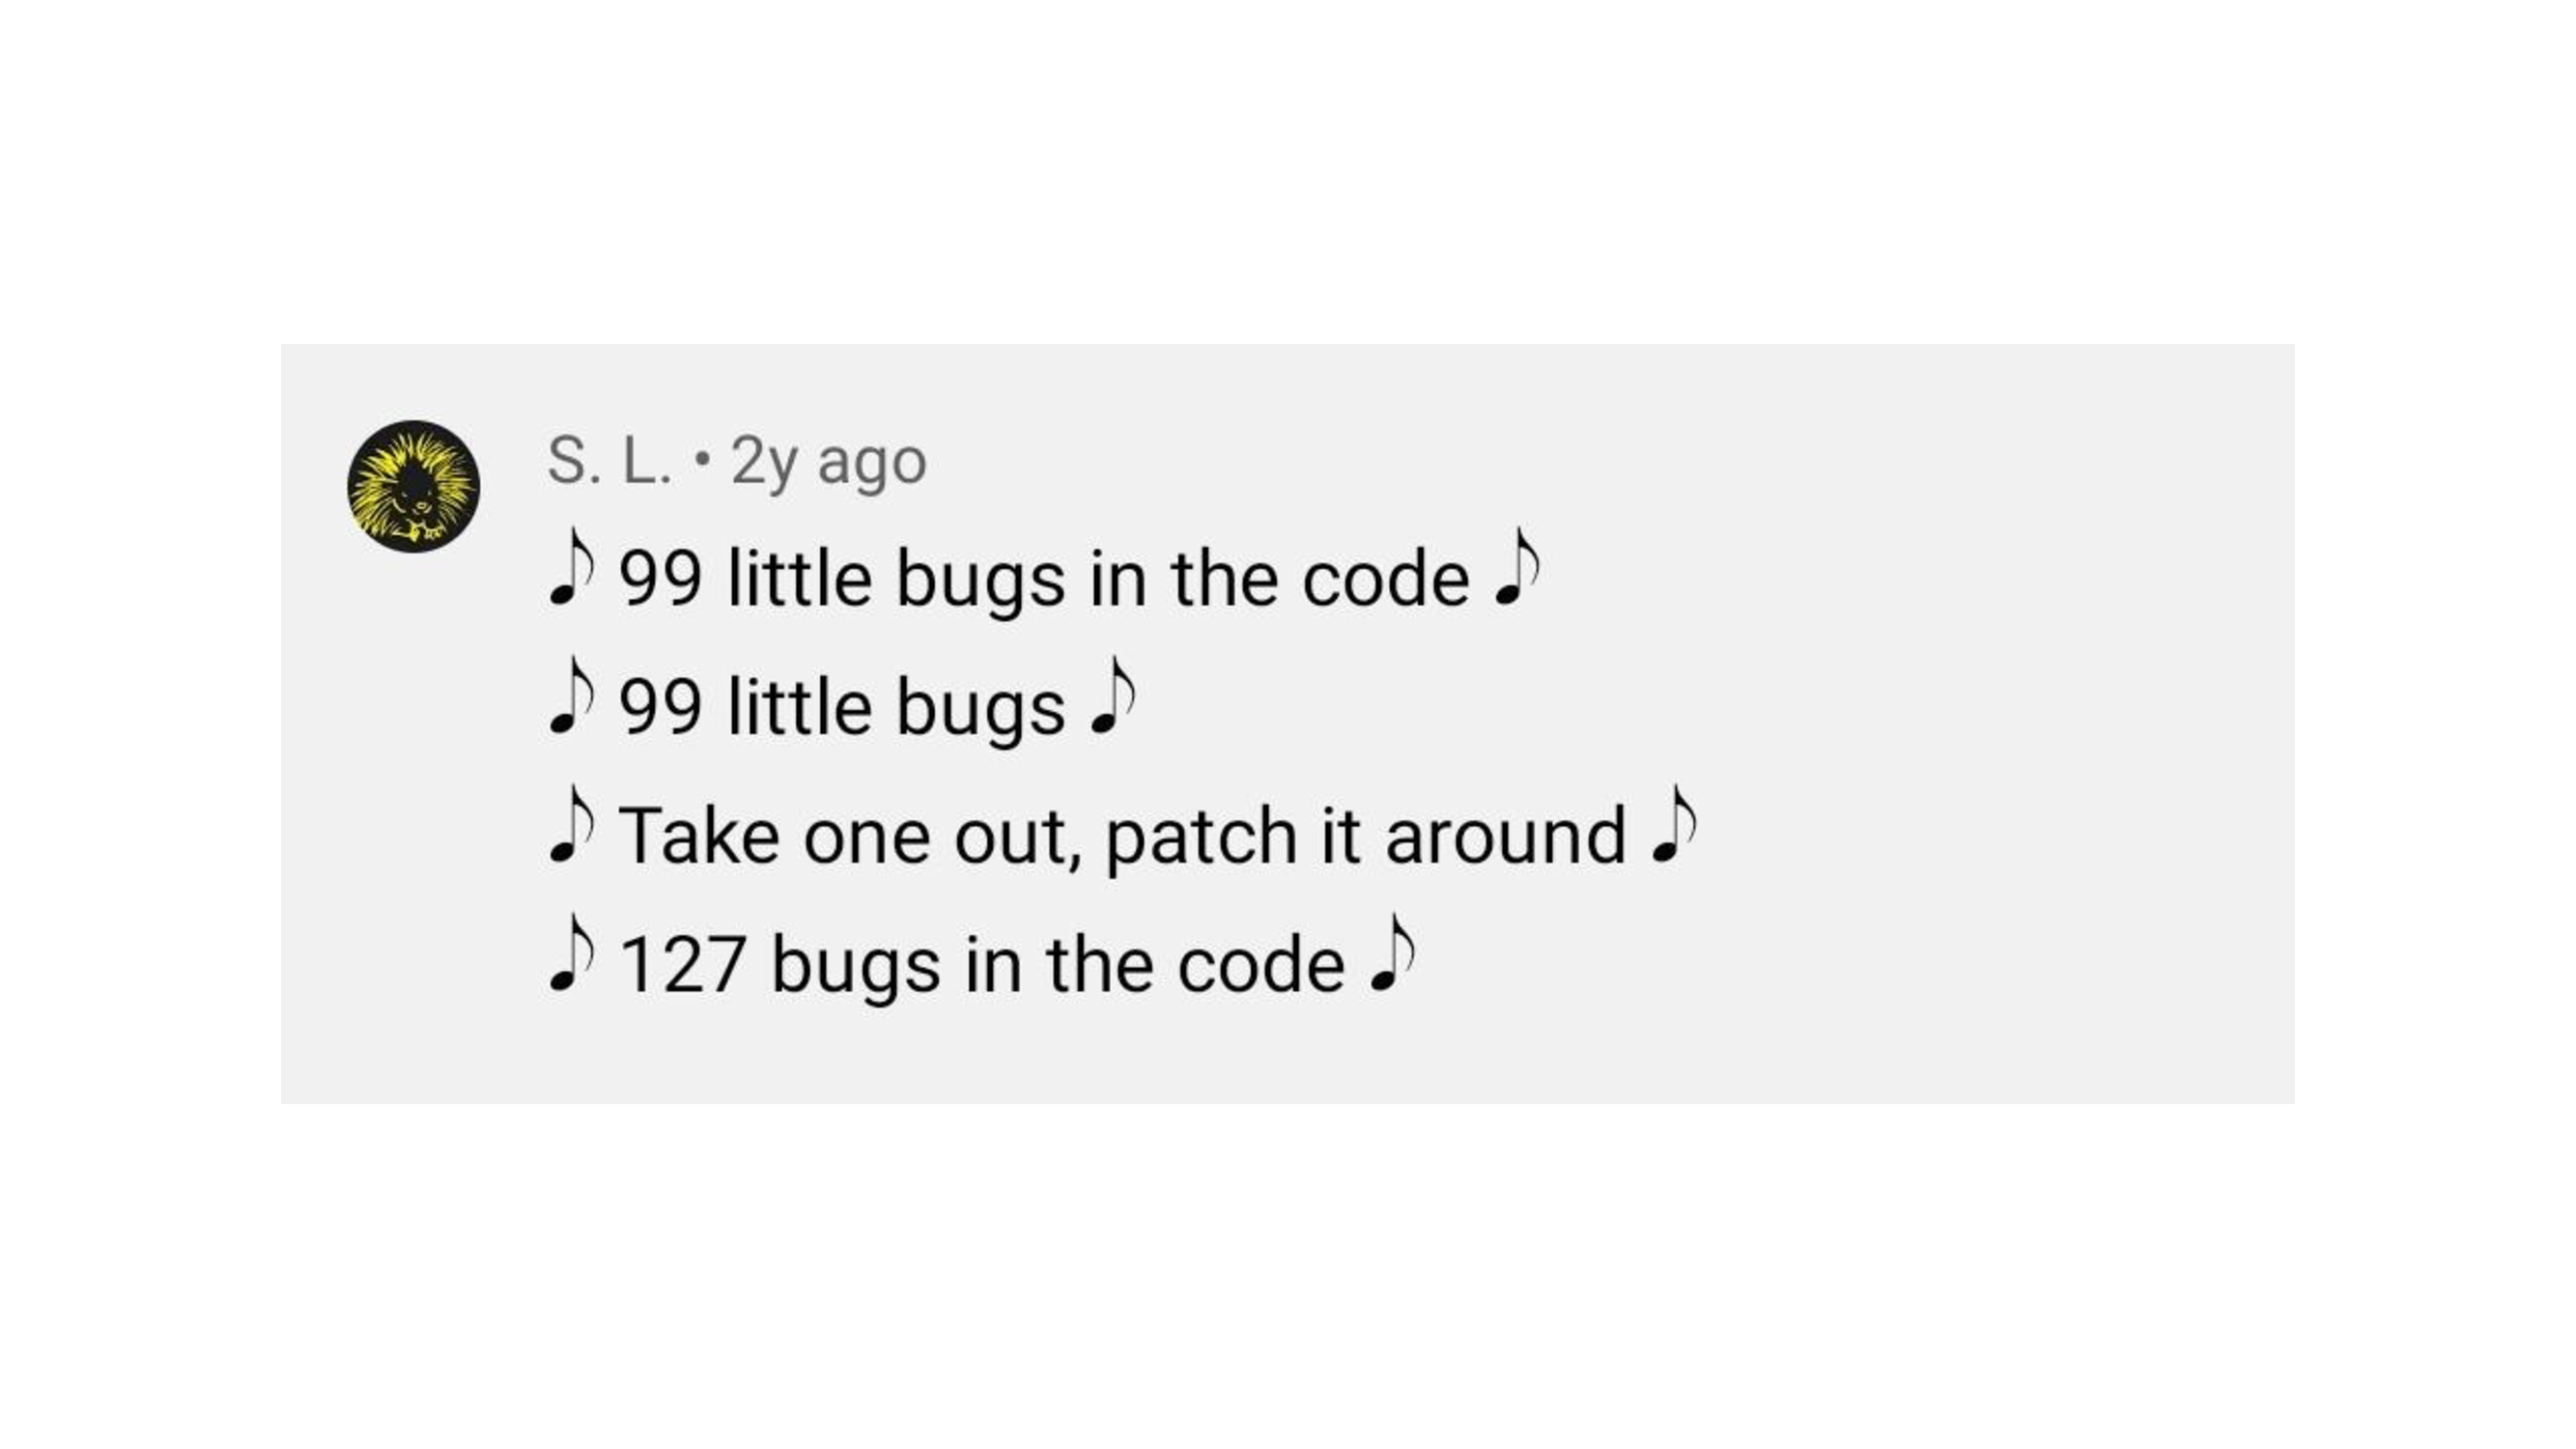 S. L. • 2y ago
♪ 99 little bugs in the code ♪
♪ 99 little bugs ♪
♪ Take one out, patch it around ♪
♪ 127 bugs in the code ♪